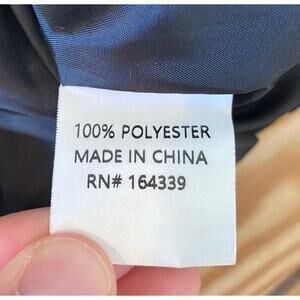 100% POLYESTER
MADE IN CHINA
RN# 164339